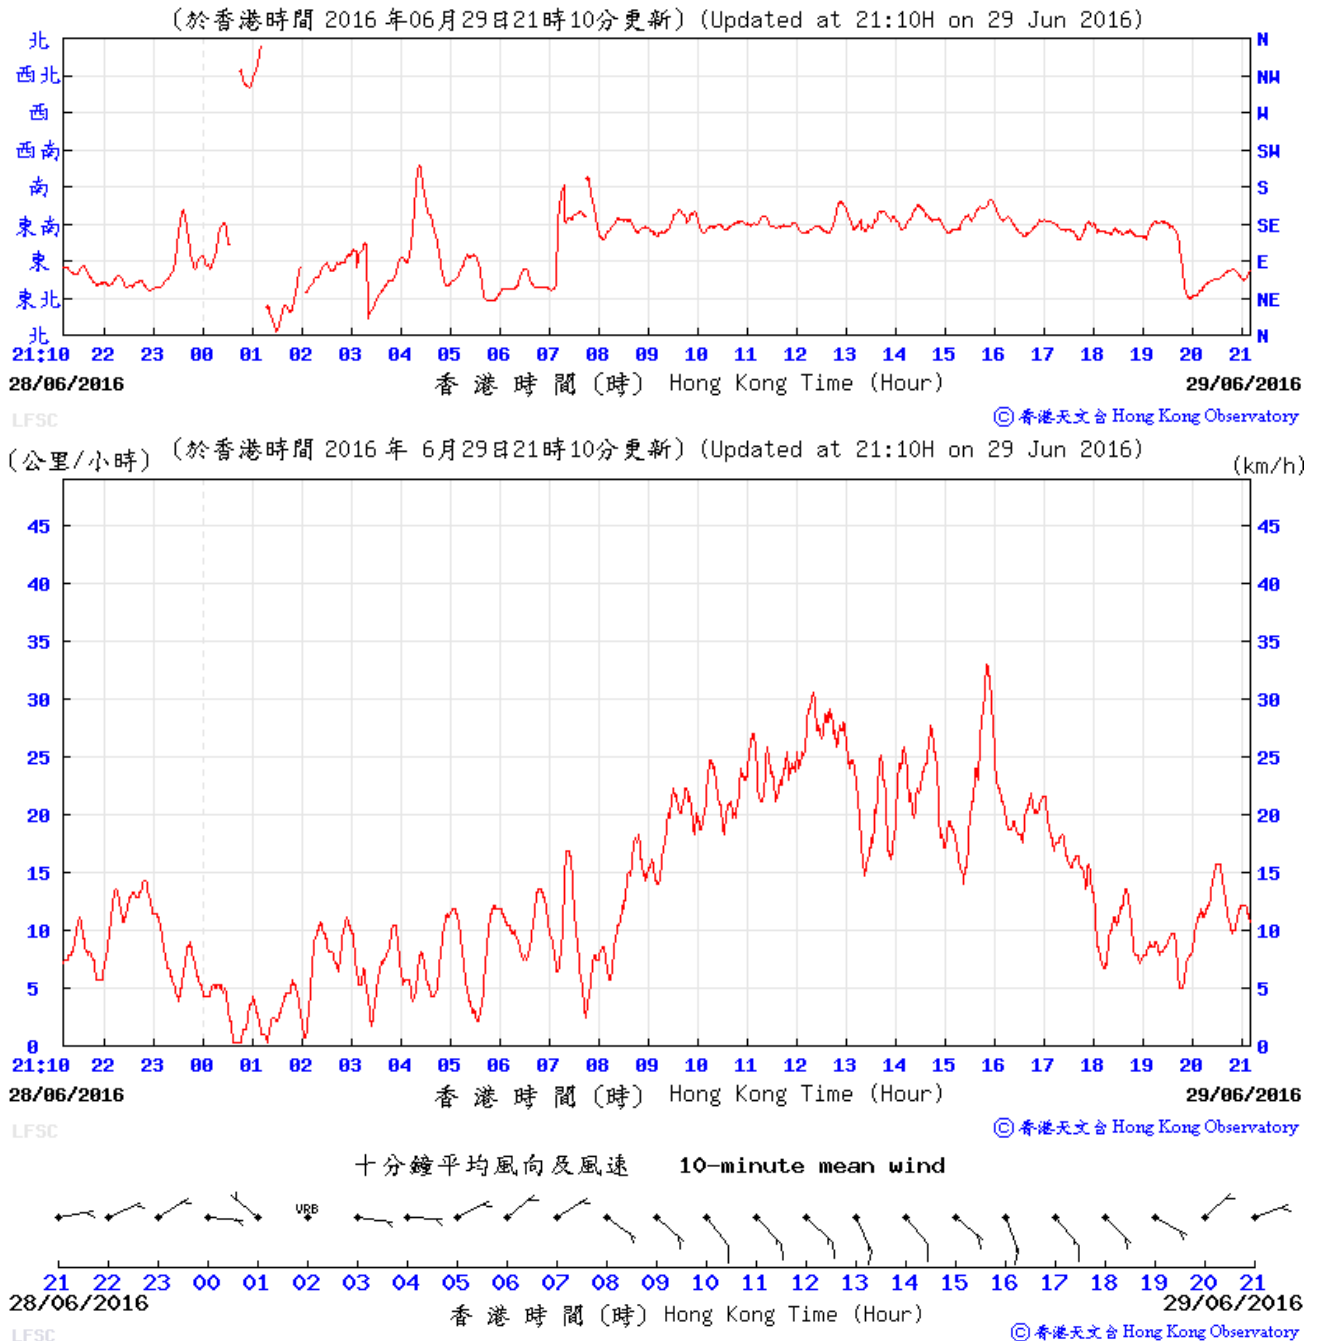 (於香港時間 2016 年06月29日21時10分更新) (Updated at 21:10H on 29 Jun 2016)
北 N
西北 NW
西 W
西南 SW
南 S
東南 SE
東 E
東北 NE
北 N
21:10 22 23 00 01 02 03 04 05 06 07 08 09 10 11 12 13 14 15 16 17 18 19 20 21
28/06/2016 香 港 時 間 (時) Hong Kong Time (Hour) 29/06/2016
LFSC
© 香港天文台 Hong Kong Observatory
(公里/小時) (於香港時間 2016 年 6月29日21時10分更新) (Updated at 21:10H on 29 Jun 2016) (km/h)
45 45
40 40
35 35
30 30
25 25
20 20
15 15
10 10
5 5
0 0
21:10 22 23 00 01 02 03 04 05 06 07 08 09 10 11 12 13 14 15 16 17 18 19 20 21
28/06/2016 香 港 時 間 (時) Hong Kong Time (Hour) 29/06/2016
LFSC
© 香港天文台 Hong Kong Observatory
十分鐘平均風向及風速 10-minute mean wind
VRB
21 22 23 00 01 02 03 04 05 06 07 08 09 10 11 12 13 14 15 16 17 18 19 20 21
28/06/2016 香 港 時 間 (時) Hong Kong Time (Hour) 29/06/2016
LFSC
© 香港天文台 Hong Kong Observatory